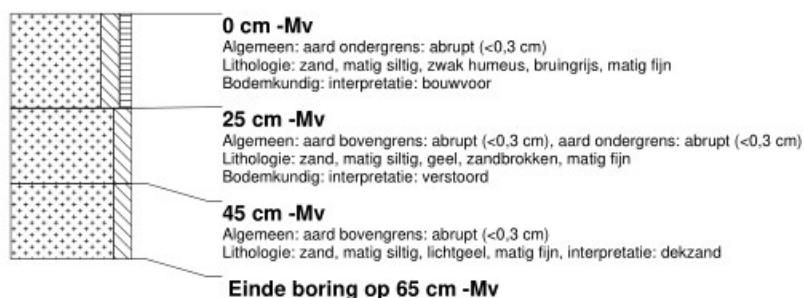 0 cm -Mv
Algemeen: aard ondergrens: abrupt (<0,3 cm)
Lithologie: zand, matig siltig, zwak humeus, bruingrijs, matig fijn
Bodemkundig: interpretatie: bouwvoor
25 cm -Mv
Algemeen: aard bovengrens: abrupt (<0,3 cm), aard ondergrens: abrupt (<0,3 cm)
Lithologie: zand, matig siltig, geel, zandbrokken, matig fijn
Bodemkundig: interpretatie: verstoord
45 cm -Mv
Algemeen: aard bovengrens: abrupt (<0,3 cm)
Lithologie: zand, matig siltig, lichtgeel, matig fijn, interpretatie: dekzand
Einde boring op 65 cm -Mv